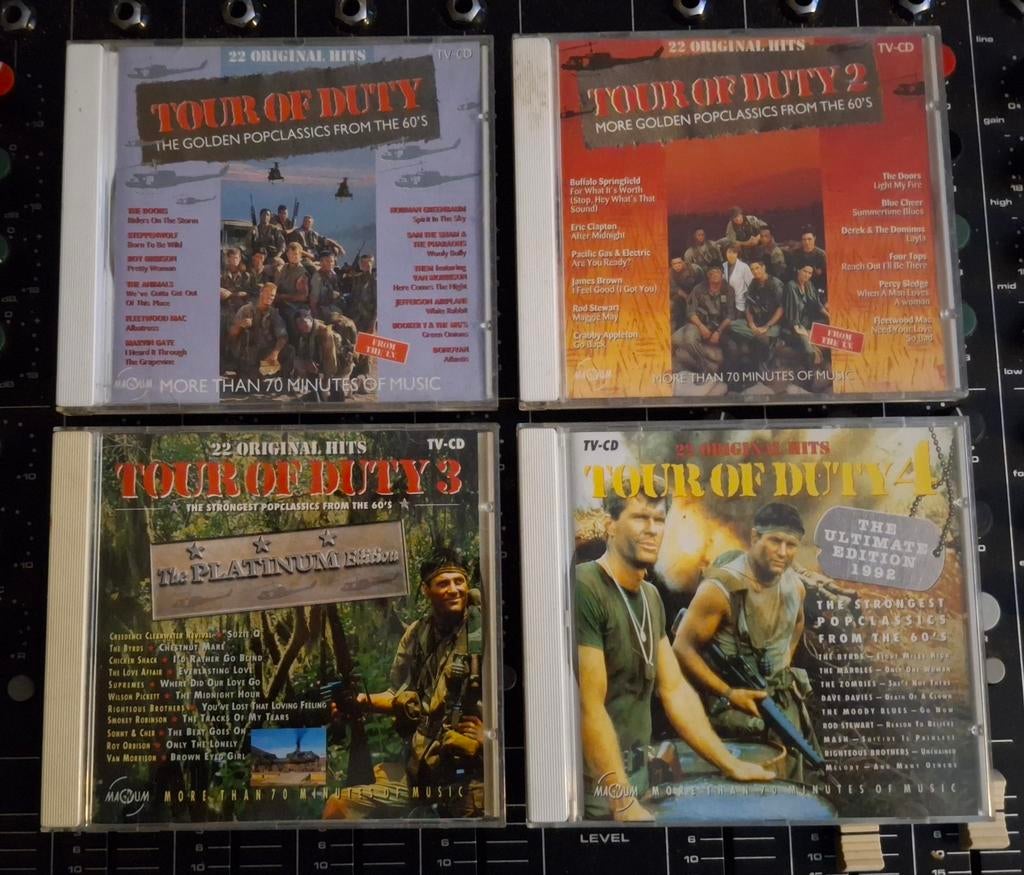 22 ORIGINAL HITS
TV-CD
TOUR OF DUTY
THE GOLDEN POPCLASSICS FROM THE 60'S
THE DOORS
Riders On The Storm
STEPPENWOLF
Born To Be Wild
ROY ORBISON
Pretty Woman
THE ANIMALS
We've Gotta Get Out
Of This Place
FLEETWOOD MAC
Albatross
MARVIN GAYE
I Heard It Through
The Grapevine
NORMAN GREENBAUM
Spirit In The Sky
SAM THE SHAM &
THE PHARAOHS
Wooly Bully
THEM featuring
VAN MORRISON
Here Comes The Night
JEFFERSON AIRPLANE
White Rabbit
BOOKER T & THE MG'S
Green Onions
DONOVAN
Atlantis
FROM
THE T.V.
MAGNUM
MORE THAN 70 MINUTES OF MUSIC
22 ORIGINAL HITS
TV-CD
TOUR OF DUTY 2
MORE GOLDEN POPCLASSICS FROM THE 60'S
Buffalo Springfield
For What It's Worth
(Stop, Hey What's That
Sound)
Eric Clapton
After Midnight
Pacific Gas & Electric
Are You Ready?
James Brown
I Feel Good (I Got You)
Rod Stewart
Maggie May
Crabby Appleton
Go Back
The Doors
Light My Fire
Blue Cheer
Summertime Blues
Derek & The Dominos
Layla
Four Tops
Reach Out I'll Be There
Percy Sledge
When A Man Loves
A woman
Fleetwood Mac
Need Your Love
So Bad
FROM
THE T.V.
MAGNUM
MORE THAN 70 MINUTES OF MUSIC
22 ORIGINAL HITS
TV-CD
TOUR OF DUTY 3
THE STRONGEST POPCLASSICS FROM THE 60'S
The PLATINUM Edition
CREEDENCE CLEARWATER REVIVAL ★ SUZIE Q
THE BYRDS ★ CHESTNUT MARE
CHICKEN SHACK ★ I'D RATHER GO BLIND
THE LOVE AFFAIR ★ EVERLASTING LOVE
SUPREMES ★ WHERE DID OUR LOVE GO
WILSON PICKETT ★ THE MIDNIGHT HOUR
RIGHTEOUS BROTHERS ★ YOU'VE LOST THAT LOVING FEELING
SMOKEY ROBINSON ★ THE TRACKS OF MY TEARS
SONNY & CHER ★ THE BEAT GOES ON
ROY ORBISON ★ ONLY THE LONELY
VAN MORRISON ★ BROWN EYED GIRL
MAGNUM
MORE THAN 70 MINUTES OF MUSIC
TV-CD
22 ORIGINAL HITS
TOUR OF DUTY 4
THE
ULTIMATE
EDITION
1992
THE STRONGEST
POPCLASSICS
FROM THE 60'S
THE BYRDS — EIGHT MILES HIGH
THE MARBLES — ONLY ONE WOMAN
THE ZOMBIES — SHE'S NOT THERE
DAVE DAVIES — DEATH OF A CLOWN
THE MOODY BLUES — GO NOW
ROD STEWART — REASON TO BELIEVE
MASH — SUICIDE IS PAINLESS
RIGHTEOUS BROTHERS — UNCHAINED
MELODY — AND MANY OTHERS
MAGNUM
MORE THAN 70 MINUTES OF MUSIC
line
gain
high
mid
low
LEVEL